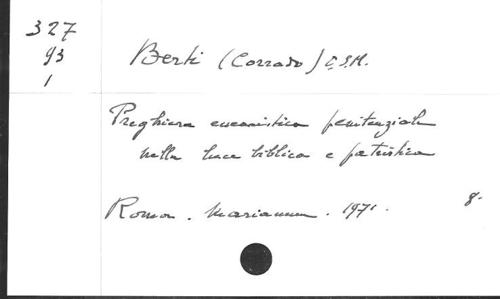 327
93
1
Berti (Corrado) O.S.M.
Preghiera eucaristica penitenziale
nella luce biblica e patristica
Roma. Marianum. 1971.
8-